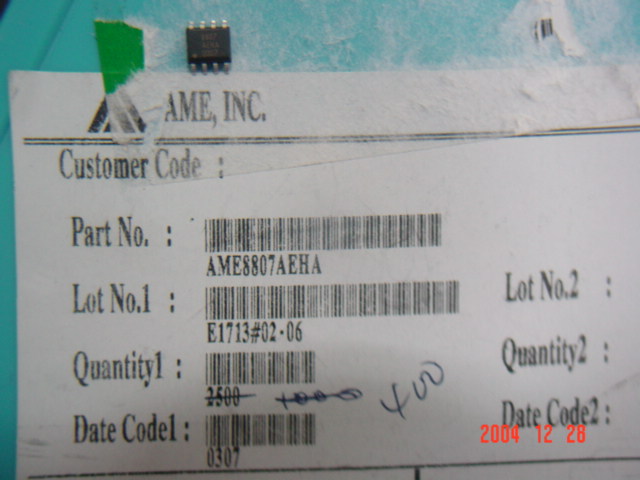 AME, INC.
Customer Code :
Part No. :
AME8807AEHA
Lot No.1 :
E1713#02-06
Lot No.2 :
Quantity1 :
2500 1000 400
Quantity2 :
Date Code1:
0307
Date Code2:
2004 12 28